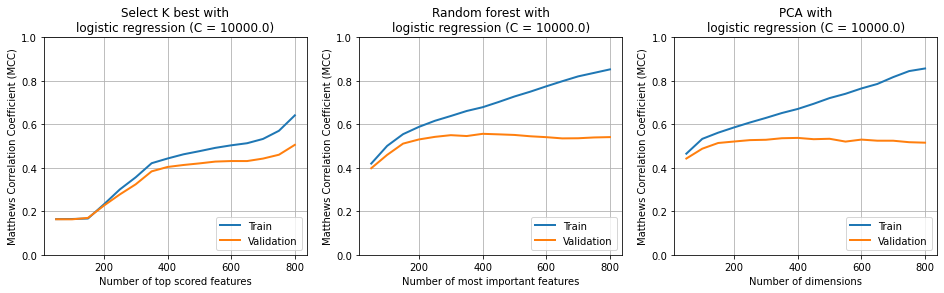 Select K best with
logistic regression (C = 10000.0)
Matthews Correlation Coefficient (MCC)
1.0
0.8
0.6
0.4
0.2
0.0
200 400 600 800
Number of top scored features
Train
Validation
Random forest with
logistic regression (C = 10000.0)
Matthews Correlation Coefficient (MCC)
1.0
0.8
0.6
0.4
0.2
0.0
200 400 600 800
Number of most important features
Train
Validation
PCA with
logistic regression (C = 10000.0)
Matthews Correlation Coefficient (MCC)
1.0
0.8
0.6
0.4
0.2
0.0
200 400 600 800
Number of dimensions
Train
Validation